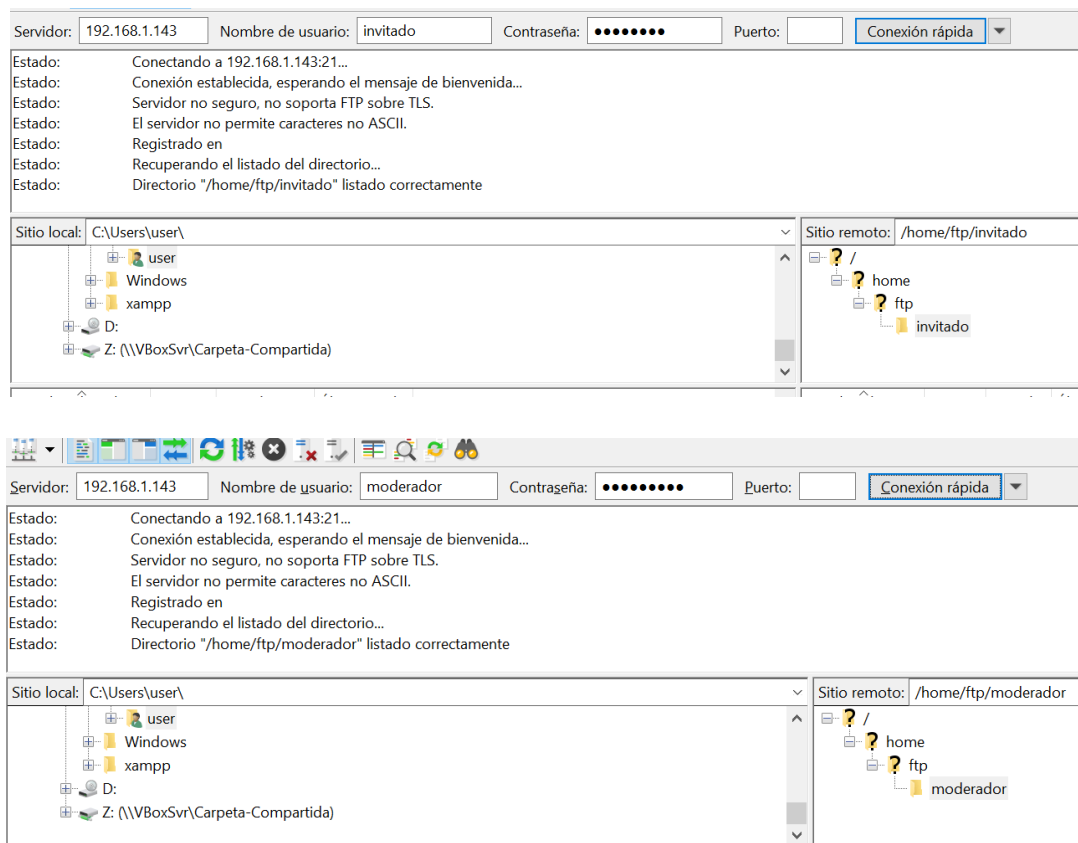 Servidor: 192.168.1.143 Nombre de usuario: invitado Contraseña: ●●●●●●●● Puerto: Conexión rápida
Estado: Conectando a 192.168.1.143:21...
Estado: Conexión establecida, esperando el mensaje de bienvenida...
Estado: Servidor no seguro, no soporta FTP sobre TLS.
Estado: El servidor no permite caracteres no ASCII.
Estado: Registrado en
Estado: Recuperando el listado del directorio...
Estado: Directorio "/home/ftp/invitado" listado correctamente
Sitio local: C:\Users\user\ Sitio remoto: /home/ftp/invitado
user /
Windows home
xampp ftp
D: invitado
Z: (\\VBoxSvr\Carpeta-Compartida)
Servidor: 192.168.1.143 Nombre de usuario: moderador Contraseña: ●●●●●●●●● Puerto: Conexión rápida
Estado: Conectando a 192.168.1.143:21...
Estado: Conexión establecida, esperando el mensaje de bienvenida...
Estado: Servidor no seguro, no soporta FTP sobre TLS.
Estado: El servidor no permite caracteres no ASCII.
Estado: Registrado en
Estado: Recuperando el listado del directorio...
Estado: Directorio "/home/ftp/moderador" listado correctamente
Sitio local: C:\Users\user\ Sitio remoto: /home/ftp/moderador
user /
Windows home
xampp ftp
D: moderador
Z: (\\VBoxSvr\Carpeta-Compartida)